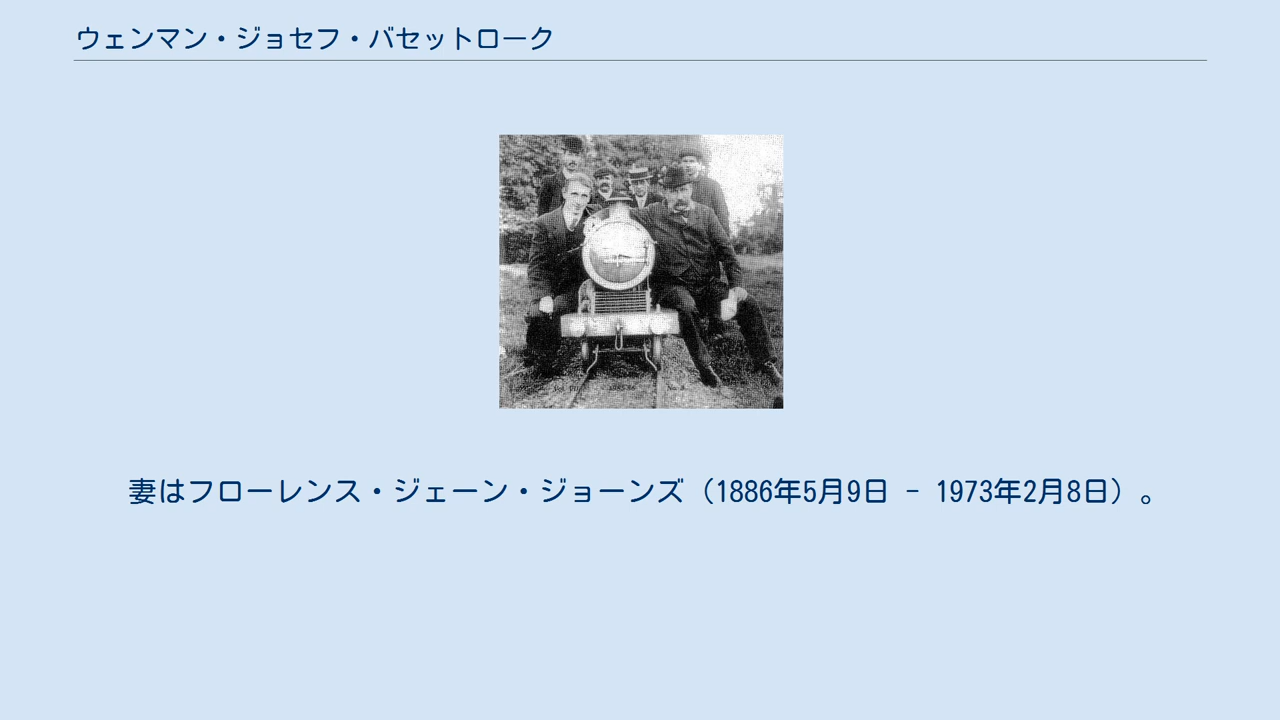 ウェンマン・ジョセフ・バセットローク
妻はフローレンス・ジェーン・ジョーンズ（1886年5月9日 - 1973年2月8日）。